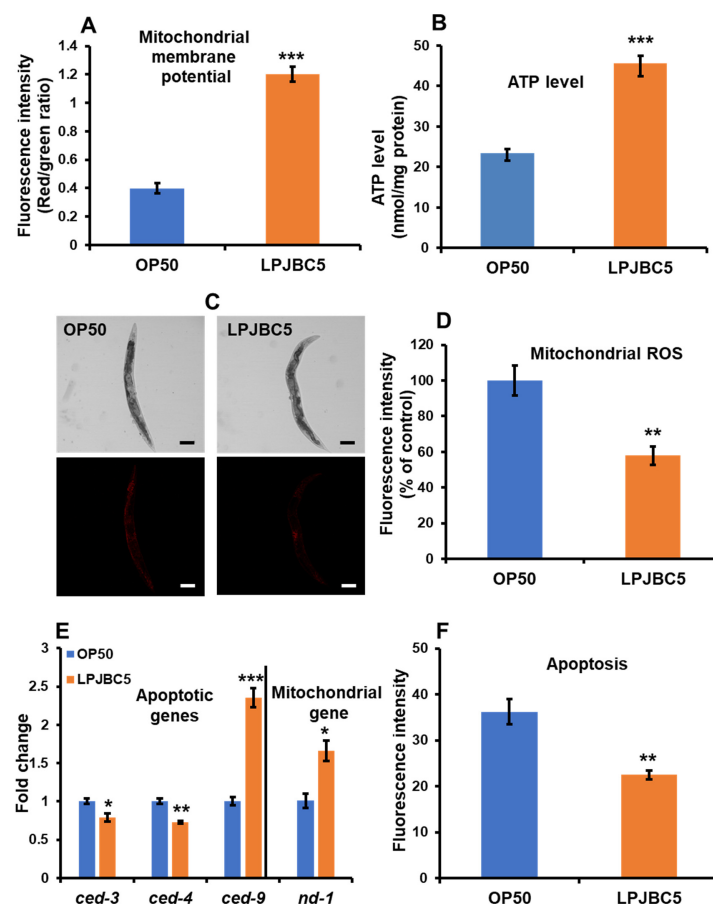 A
Mitochondrial
membrane
potential
Fluorescence intensity
(Red/green ratio)
1.4
1.2
1
0.8
0.6
0.4
0.2
0
***
OP50 LPJBC5
B
ATP level
ATP level
(nmol/mg protein)
50
40
30
20
10
0
***
OP50 LPJBC5
C
OP50 LPJBC5
D
Mitochondrial ROS
Fluorescence intensity
(% of control)
120
100
80
60
40
20
0
**
OP50 LPJBC5
E
OP50
LPJBC5
Apoptotic
genes
Mitochondrial
gene
Fold change
3
2.5
2
1.5
1
0.5
0
*
**
***
*
ced-3 ced-4 ced-9 nd-1
F
Apoptosis
Fluorescence intensity
50
40
30
20
10
0
**
OP50 LPJBC5